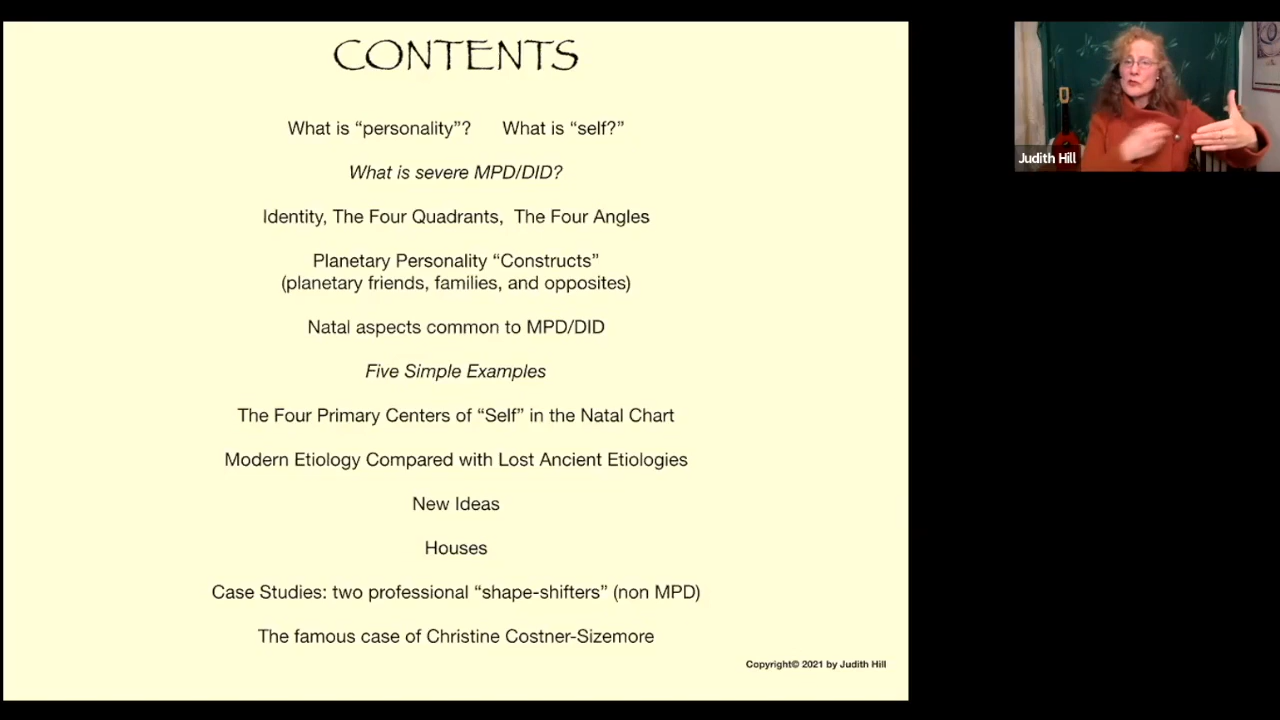 CONTENTS
What is “personality”? What is “self?”
What is severe MPD/DID?
Identity, The Four Quadrants, The Four Angles
Planetary Personality “Constructs”
(planetary friends, families, and opposites)
Natal aspects common to MPD/DID
Five Simple Examples
The Four Primary Centers of “Self” in the Natal Chart
Modern Etiology Compared with Lost Ancient Etiologies
New Ideas
Houses
Case Studies: two professional “shape-shifters” (non MPD)
The famous case of Christine Costner-Sizemore
Copyright© 2021 by Judith Hill
Judith Hill